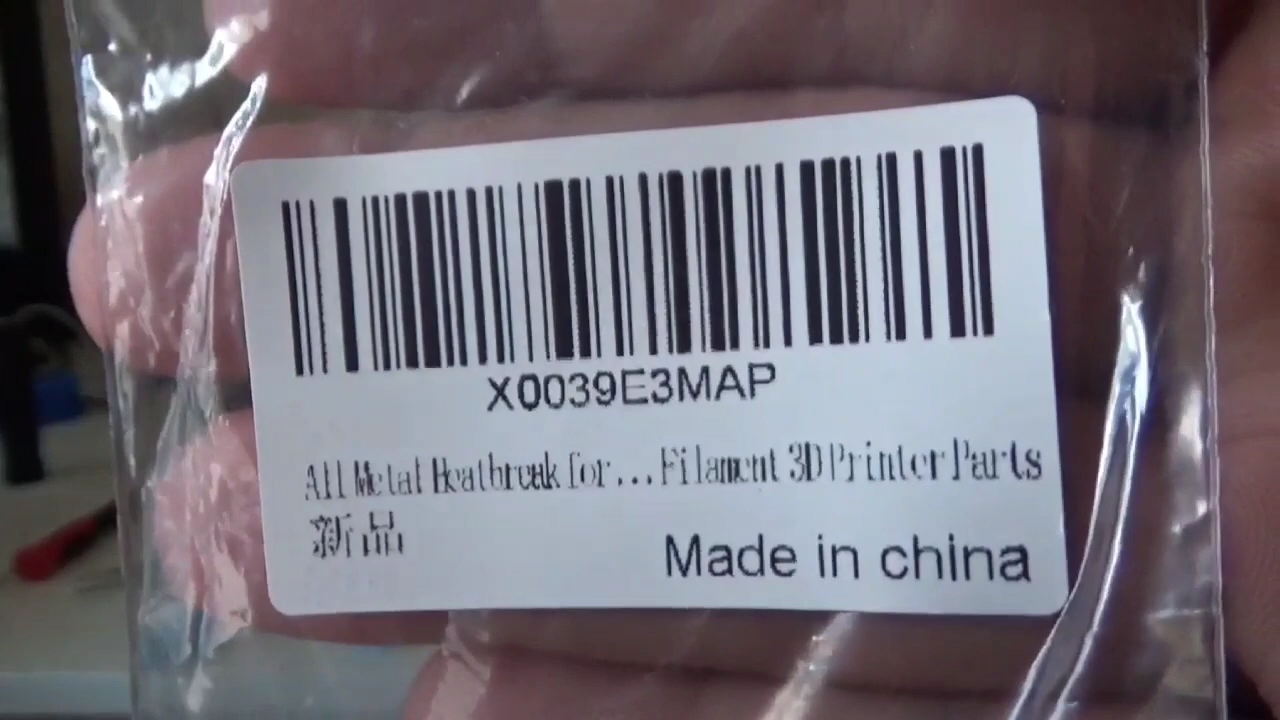 X0039E3MAP
All Metal Heatbreak for...Filament 3D Printer Parts
新品
Made in china